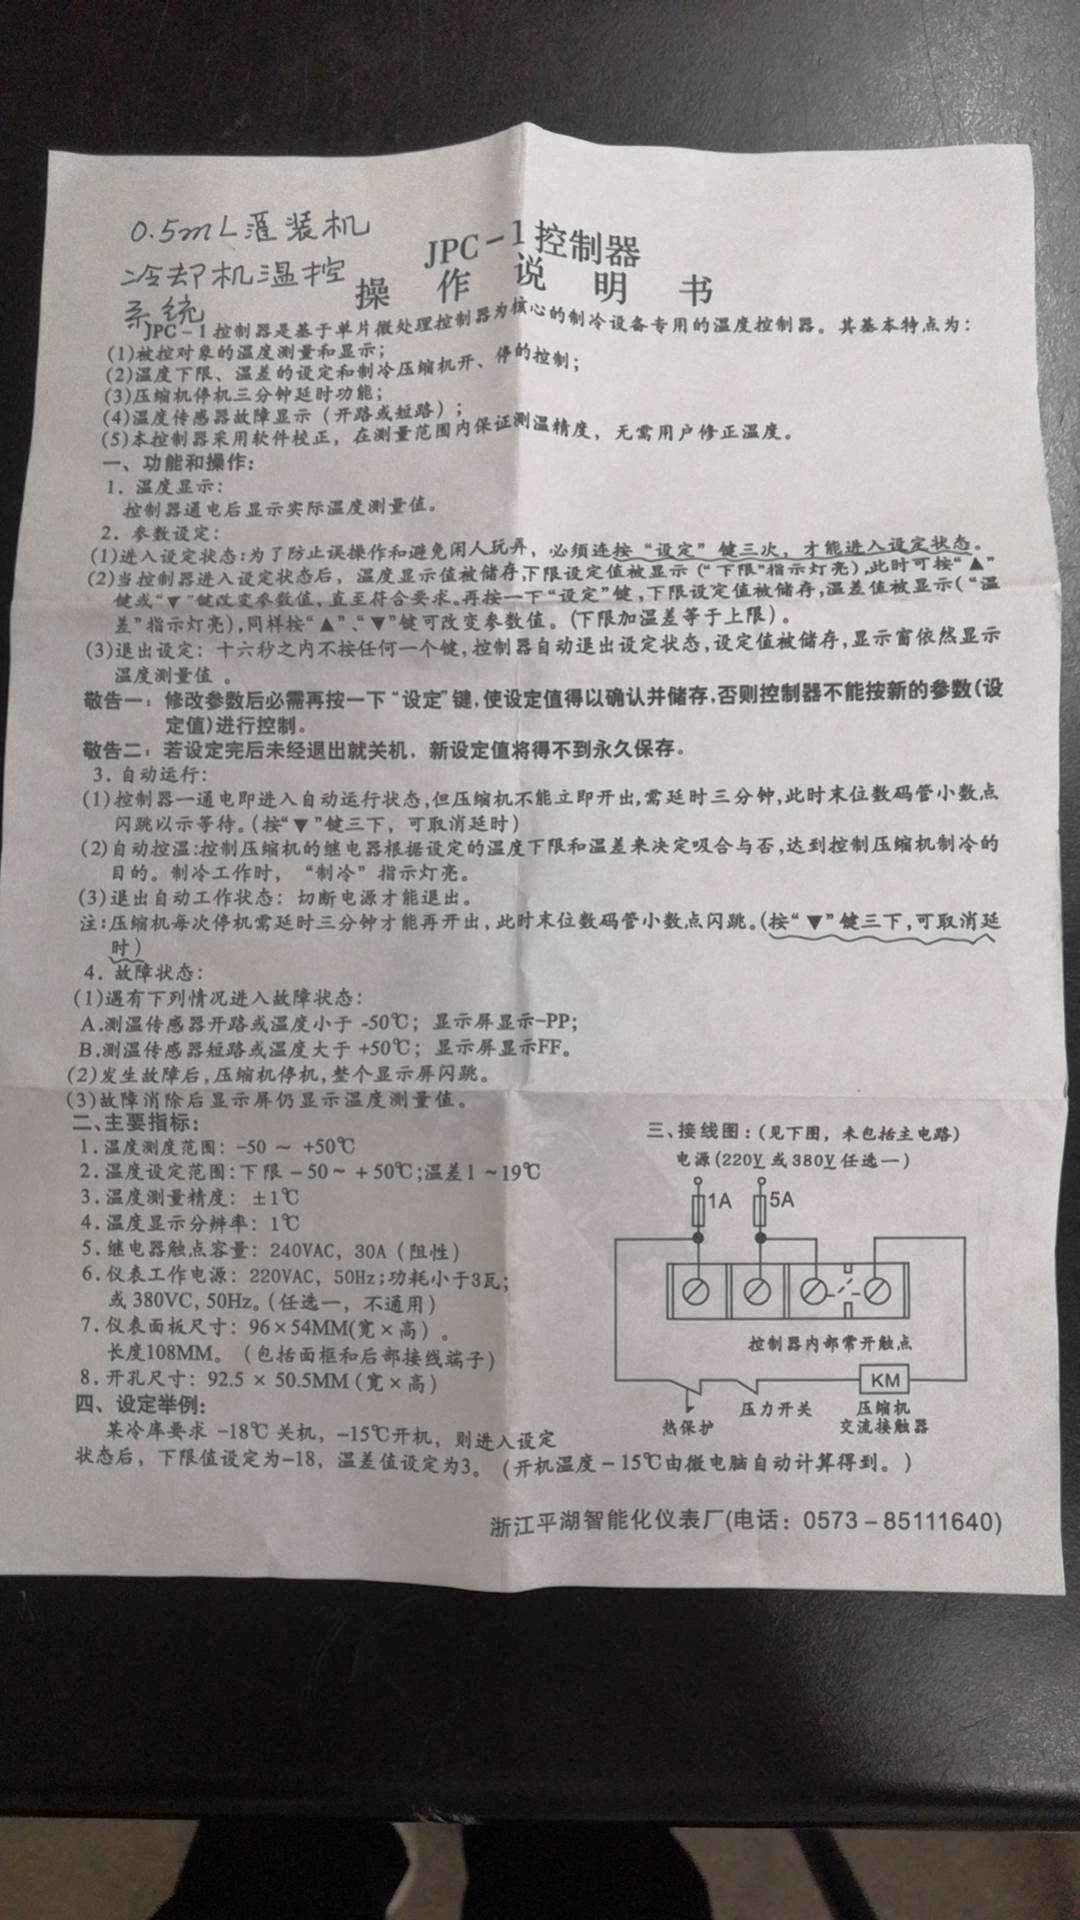 0.5mL灌装机
冷却机温控
系统
JPC-1控制器
操作说明书
JPC-1控制器是基于单片微处理控制器为核心的制冷设备专用的温度控制器。其基本特点为：
(1)被控对象的温度测量和显示；
(2)温度下限、温差的设定和制冷压缩机开、停的控制；
(3)压缩机停机三分钟延时功能；
(4)温度传感器故障显示（开路或短路）；
(5)本控制器采用软件校正，在测量范围内保证测温精度，无需用户修正温度。
一、功能和操作：
1. 温度显示：
控制器通电后显示实际温度测量值。
2. 参数设定：
(1)进入设定状态:为了防止误操作和避免闲人玩弄，必须连按“设定”键三次，才能进入设定状态。
(2)当控制器进入设定状态后，温度显示值被储存,下限设定值被显示(“下限”指示灯亮),此时可按“▲”
键或“▼”键改变参数值,直至符合要求。再按一下“设定”键,下限设定值被储存,温差值被显示(“温
差”指示灯亮),同样按“▲”、“▼”键可改变参数值。(下限加温差等于上限)。
(3)退出设定：十六秒之内不按任何一个键,控制器自动退出设定状态,设定值被储存,显示窗依然显示
温度测量值。
敬告一：修改参数后必需再按一下“设定”键,使设定值得以确认并储存,否则控制器不能按新的参数(设
定值)进行控制。
敬告二：若设定完后未经退出就关机，新设定值将得不到永久保存。
3. 自动运行：
(1)控制器一通电即进入自动运行状态,但压缩机不能立即开出,需延时三分钟,此时末位数码管小数点
闪跳以示等待。(按“▼”键三下，可取消延时)
(2)自动控温:控制压缩机的继电器根据设定的温度下限和温差来决定吸合与否,达到控制压缩机制冷的
目的。制冷工作时，“制冷”指示灯亮。
(3)退出自动工作状态：切断电源才能退出。
注:压缩机每次停机需延时三分钟才能再开出，此时末位数码管小数点闪跳。(按“▼”键三下,可取消延
时)
4. 故障状态：
(1)遇有下列情况进入故障状态：
A.测温传感器开路或温度小于 -50℃；显示屏显示-PP；
B.测温传感器短路或温度大于 +50℃；显示屏显示FF。
(2)发生故障后,压缩机停机,整个显示屏闪跳。
(3)故障消除后显示屏仍显示温度测量值。
二、主要指标：
1. 温度测度范围：-50 ～ +50℃
2. 温度设定范围:下限-50～+50℃;温差1～19℃
3. 温度测量精度：±1℃
4. 温度显示分辨率：1℃
5. 继电器触点容量：240VAC，30A（阻性）
6. 仪表工作电源：220VAC，50Hz;功耗小于3瓦;
或 380VC, 50Hz。（任选一，不通用）
7. 仪表面板尺寸：96×54MM(宽×高)。
长度108MM。（包括面框和后部接线端子）
8. 开孔尺寸：92.5 × 50.5MM（宽×高）
三、接线图：(见下图，未包括主电路)
电源(220V 或 380V 任选一)
1A
5A
控制器内部常开触点
KM
热保护
压力开关
压缩机
交流接触器
四、设定举例：
某冷库要求 -18℃ 关机，-15℃开机，则进入设定
状态后，下限值设定为-18，温差值设定为3。（开机温度-15℃由微电脑自动计算得到。）
浙江平湖智能化仪表厂(电话：0573-85111640)